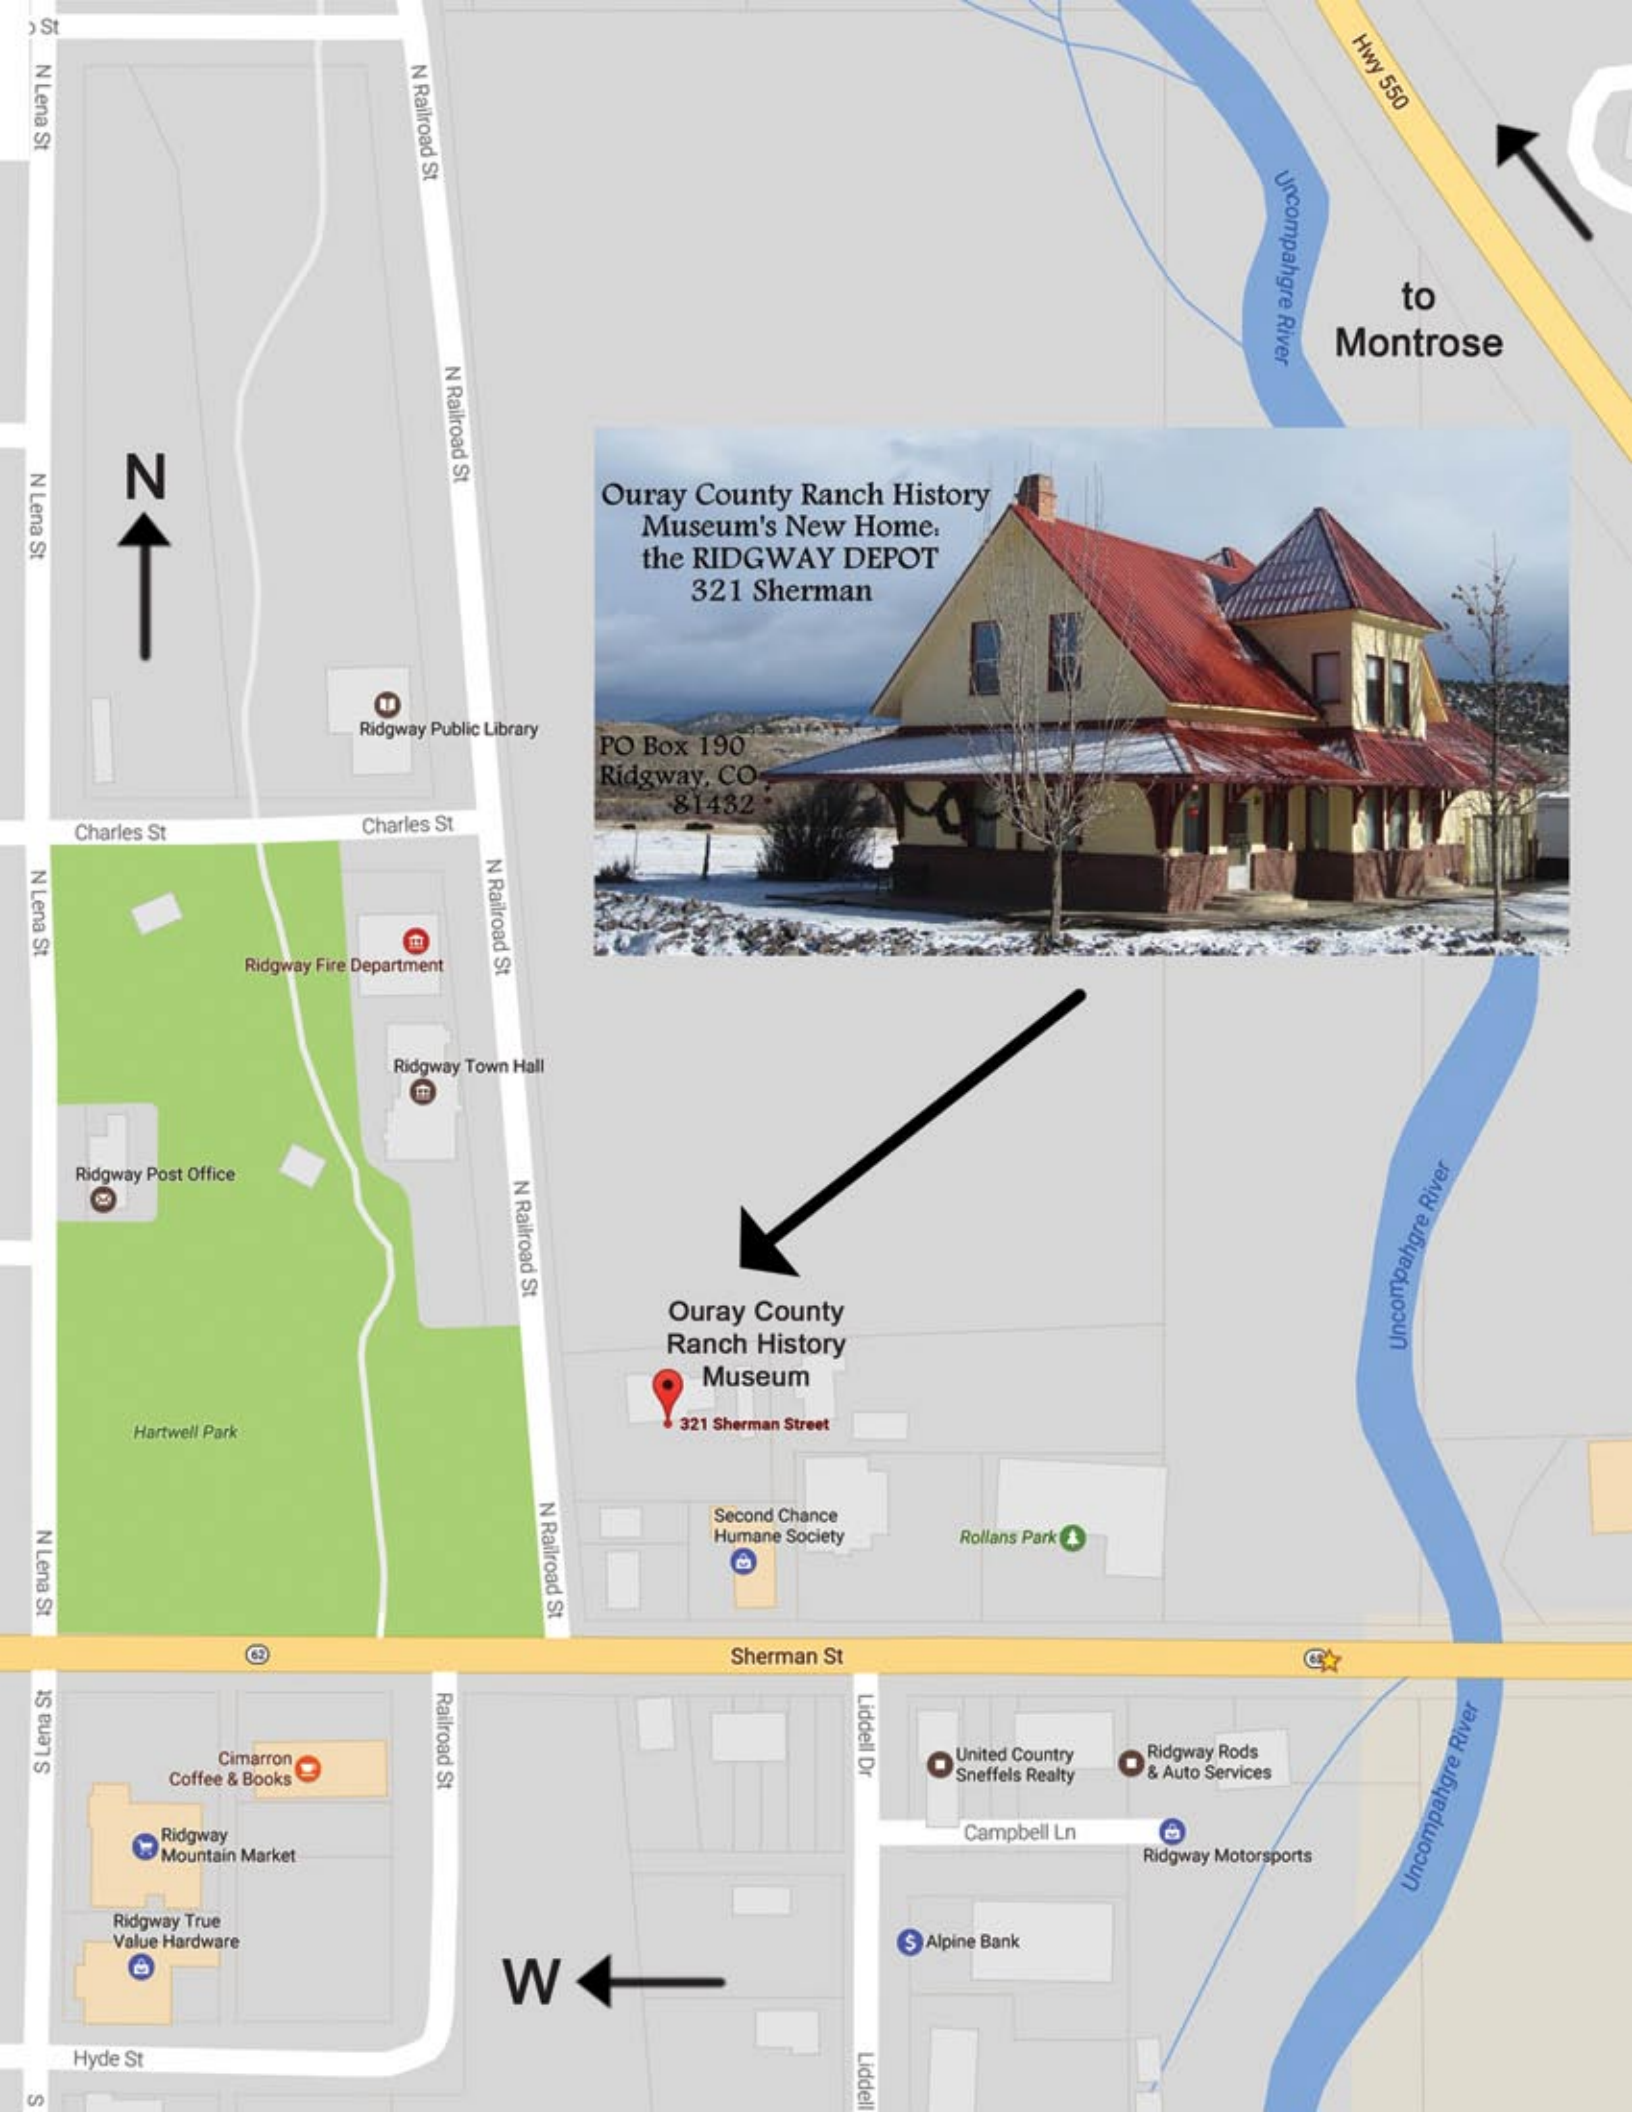 St
N Lena St
N Railroad St
Hwy 550
Uncompahgre River
to
Montrose
N Railroad St
N Lena St
N
Ouray County Ranch History
Museum's New Home:
the RIDGWAY DEPOT
321 Sherman
PO Box 190
Ridgway, CO
81432
Ridgway Public Library
Charles St
Charles St
N Lena St
N Railroad St
Ridgway Fire Department
Ridgway Town Hall
Ridgway Post Office
N Railroad St
Uncompahgre River
Ouray County
Ranch History
Museum
321 Sherman Street
Hartwell Park
N Lena St
N Railroad St
Second Chance
Humane Society
Rollans Park
62
Sherman St
S Lena St
Railroad St
Liddell Dr
Cimarron
Coffee & Books
United Country
Sneffels Realty
Ridgway Rods
& Auto Services
Uncompahgre River
Ridgway
Mountain Market
Campbell Ln
Ridgway Motorsports
Ridgway True
Value Hardware
$
Alpine Bank
W
Hyde St
Liddell
S